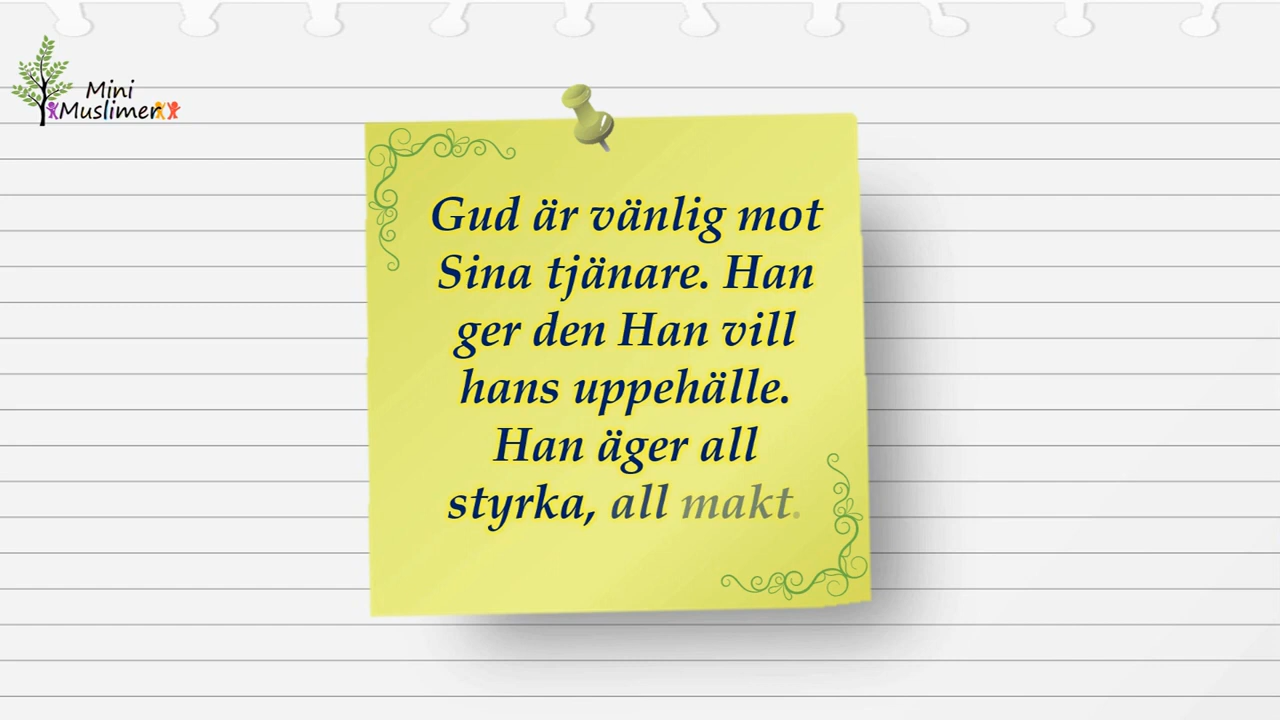 Mini
Muslimer
Gud är vänlig mot
Sina tjänare. Han
ger den Han vill
hans uppehälle.
Han äger all
styrka, all makt.